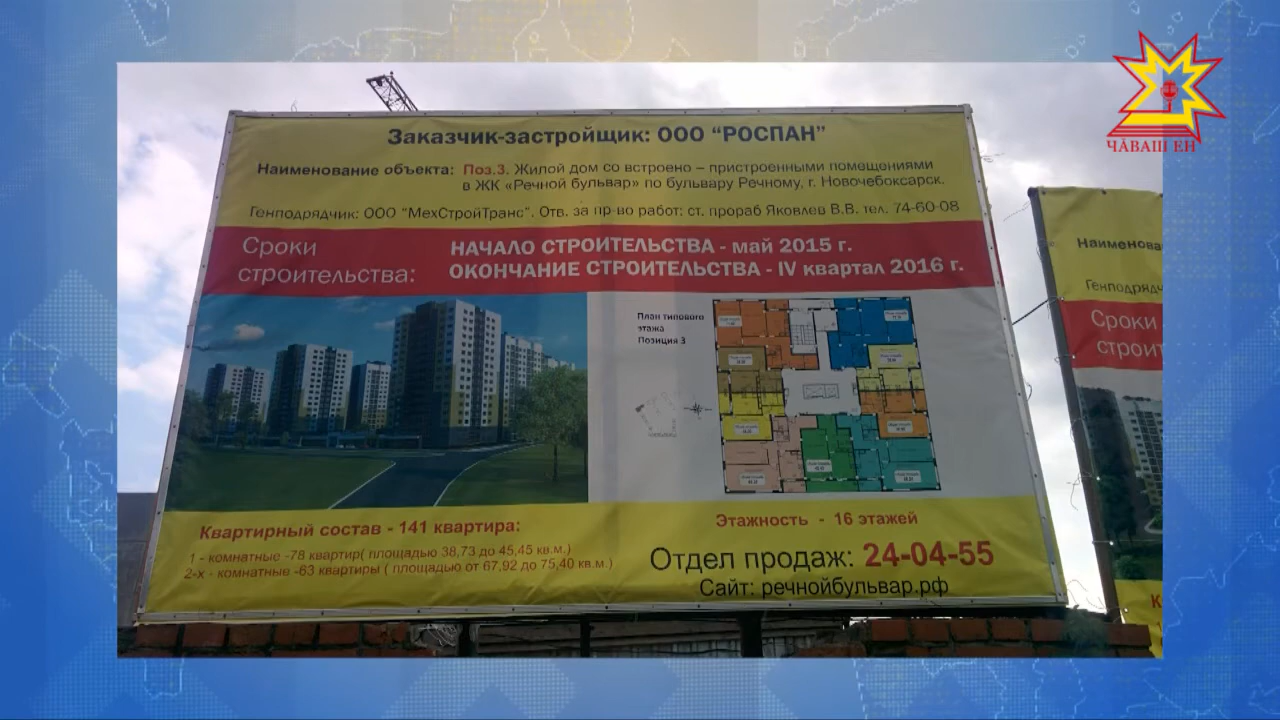 ЧӐВАШ ЕН
Заказчик-застройщик: ООО "РОСПАН"
Наименование объекта: Поз.3. Жилой дом со встроено – пристроенными помещениями
в ЖК «Речной бульвар» по бульвару Речному, г. Новочебоксарск.
Генподрядчик: ООО "МехСтройТранс". Отв. за пр-во работ: ст. прораб Яковлев В.В. тел. 74-60-08
Сроки
строительства:
НАЧАЛО СТРОИТЕЛЬСТВА - май 2015 г.
ОКОНЧАНИЕ СТРОИТЕЛЬСТВА - IV квартал 2016 г.
План типового
этажа
Позиция 3
Квартирный состав - 141 квартира:
1 - комнатные -78 квартир( площадью 38,73 до 45,45 кв.м.)
2-х - комнатные -63 квартиры ( площадью от 67,92 до 75,40 кв.м.)
Этажность - 16 этажей
Отдел продаж: 24-04-55
Сайт: речнойбульвар.рф
Наименова
Генподрядч
Сроки
строит
К